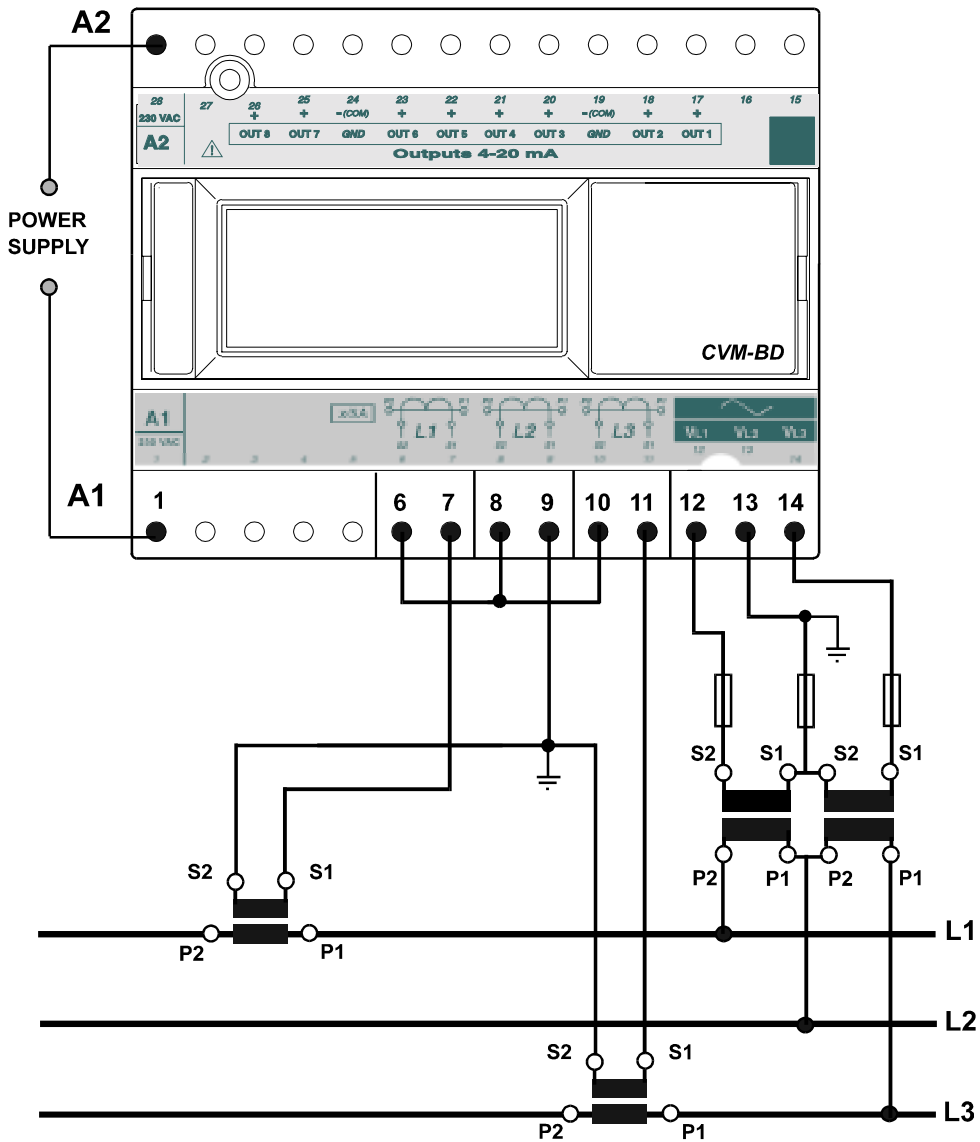 A2
28 27 26 25 24 23 22 21 20 19 18 17 16 15
230 VAC + + -(COM) + + + + -(COM) + +
A2 OUT 8 OUT 7 GND OUT 6 OUT 5 OUT 4 OUT 3 GND OUT 2 OUT 1
Outputs 4-20 mA
POWER
SUPPLY
CVM-BD
A1
L1 L2 L3 VL1 VL2 VL3
A1 1 6 7 8 9 10 11 12 13 14
S2 S1 S2 S1
P2 P1 P2 P1
S2 S1
P2 P1
L1
L2
S2 S1
P2 P1
L3